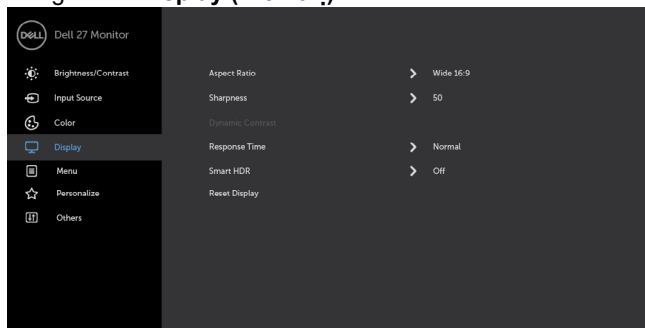 DELL Dell 27 Monitor
Brightness/Contrast Aspect Ratio Wide 16:9
Input Source Sharpness 50
Color Dynamic Contrast
Display Response Time Normal
Menu Smart HDR Off
Personalize Reset Display
Others